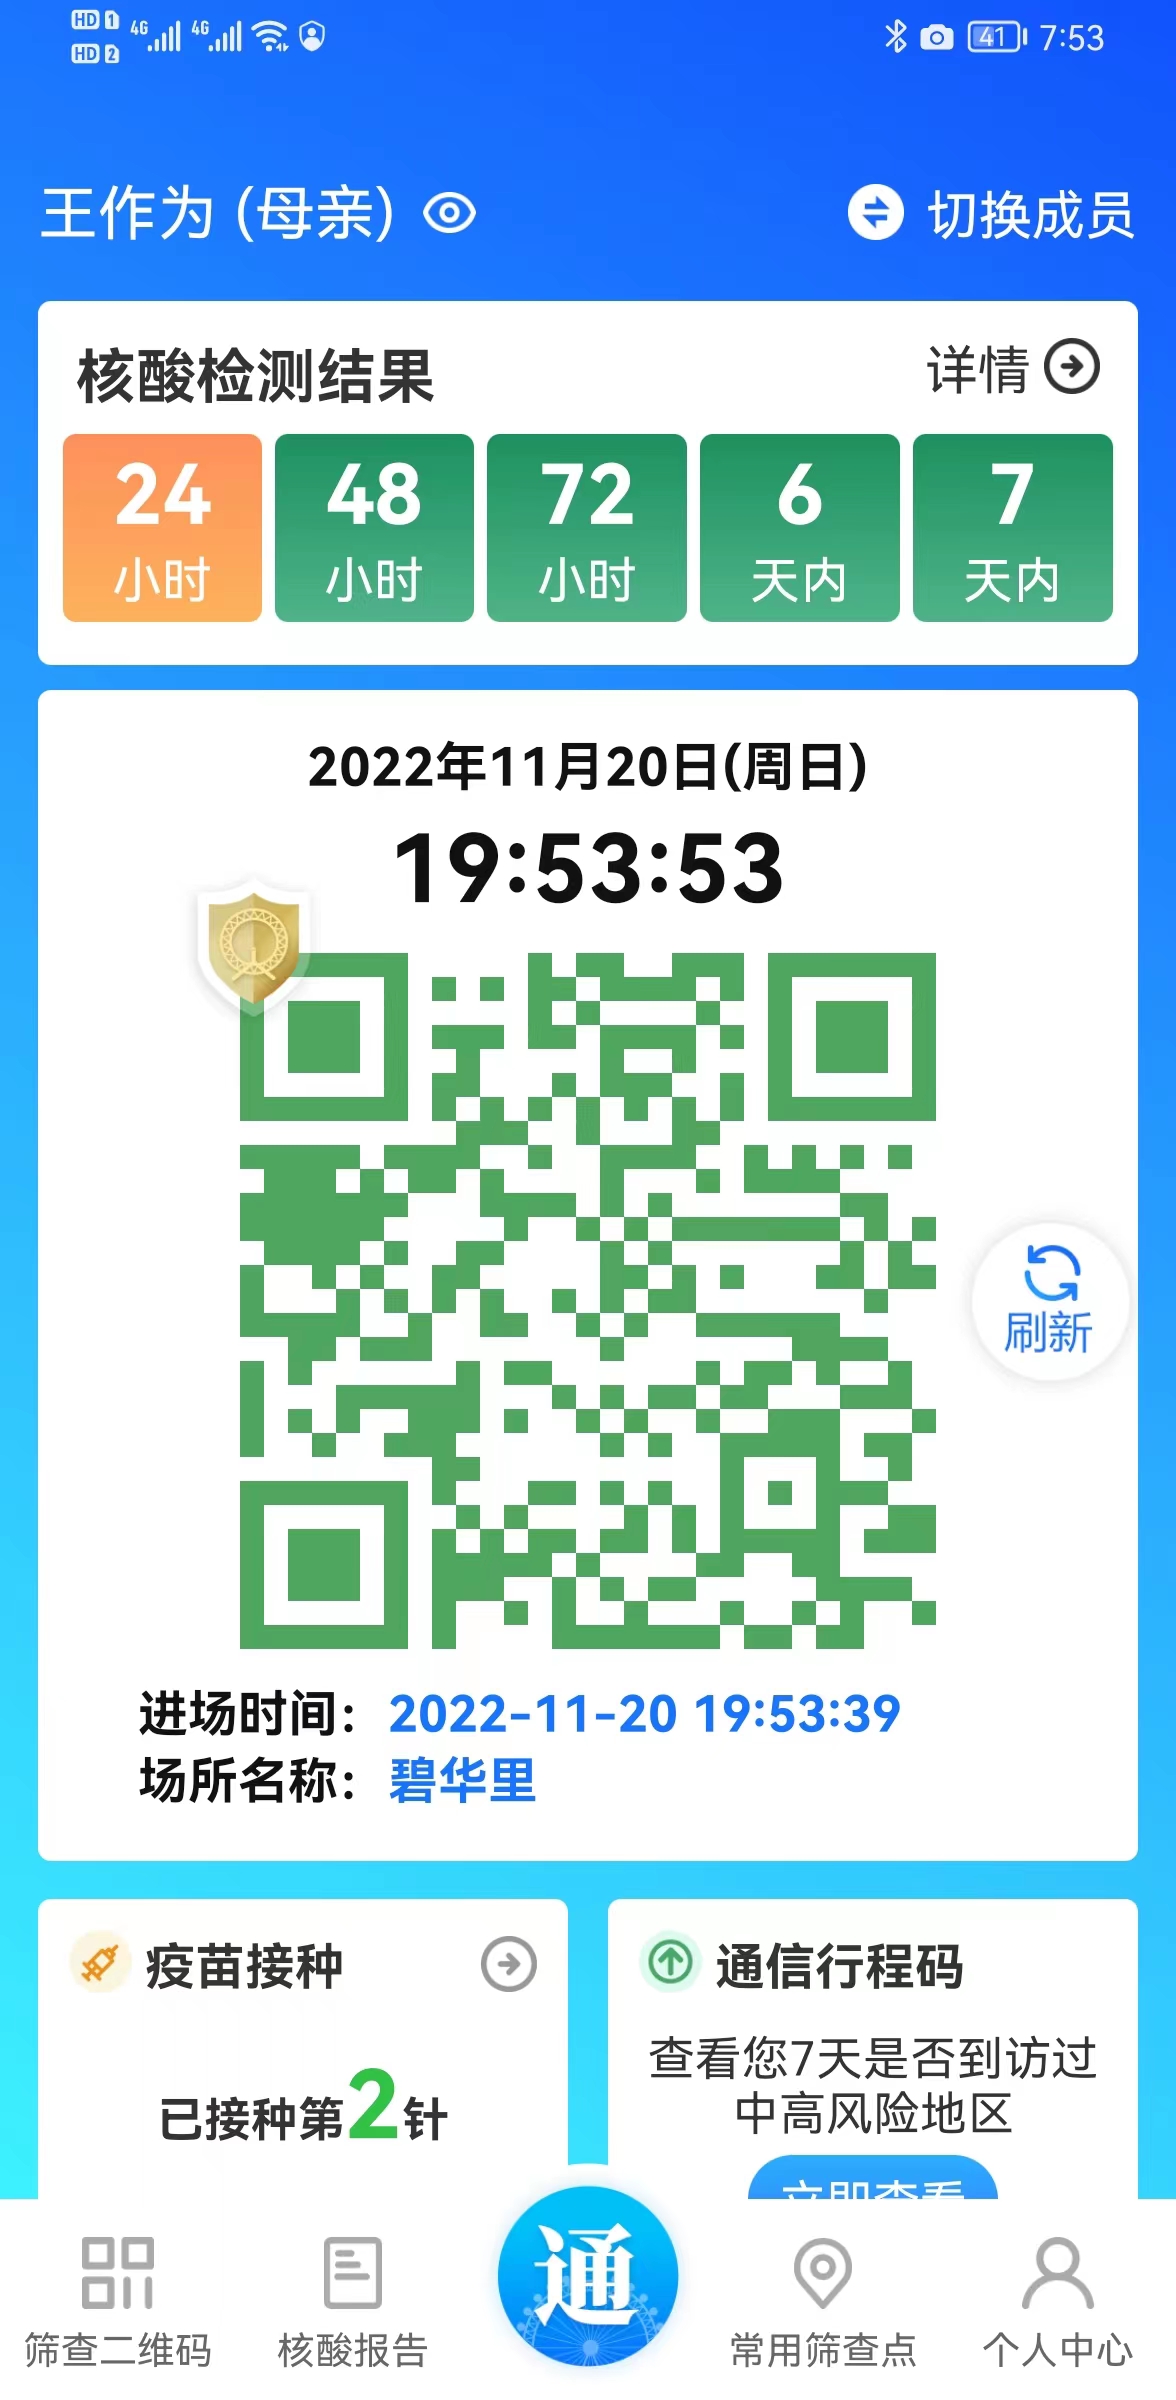 HD 1 4G 4G 41 7:53
HD 2
王作为 (母亲) 切换成员
核酸检测结果 详情
24 48 72 6 7
小时 小时 小时 天内 天内
2022年11月20日(周日)
19:53:53
刷新
进场时间: 2022-11-20 19:53:39
场所名称: 碧华里
疫苗接种 通信行程码
查看您7天是否到访过
中高风险地区
已接种第2针
立即查看
通
筛查二维码 核酸报告 常用筛查点 个人中心